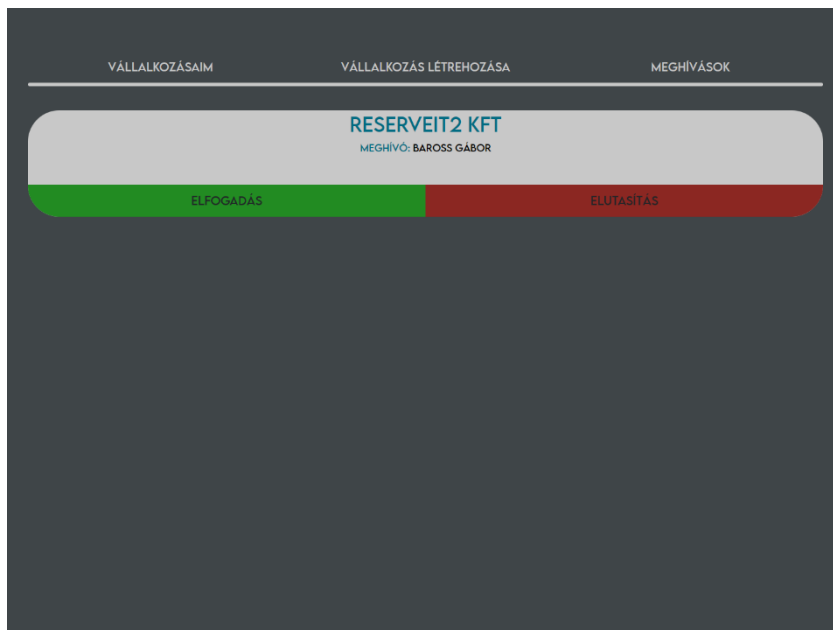 VÁLLALKOZÁSAIM VÁLLALKOZÁS LÉTREHOZÁSA MEGHÍVÁSOK
RESERVEIT2 KFT
MEGHÍVÓ: BAROSS GÁBOR
ELFOGADÁS ELUTASÍTÁS